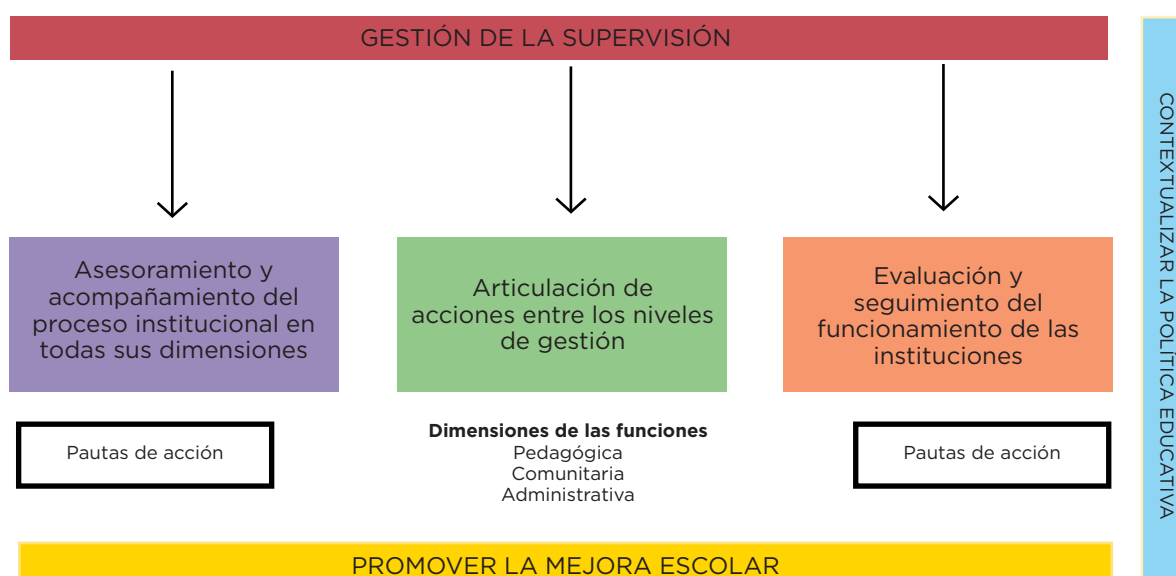 GESTIÓN DE LA SUPERVISIÓN
Asesoramiento y
acompañamiento del
proceso institucional en
todas sus dimensiones
Articulación de
acciones entre los niveles
de gestión
Evaluación y
seguimiento del
funcionamiento de las
instituciones
Pautas de acción
Dimensiones de las funciones
Pedagógica
Comunitaria
Administrativa
Pautas de acción
PROMOVER LA MEJORA ESCOLAR
CONTEXTUALIZAR LA POLÍTICA EDUCATIVA